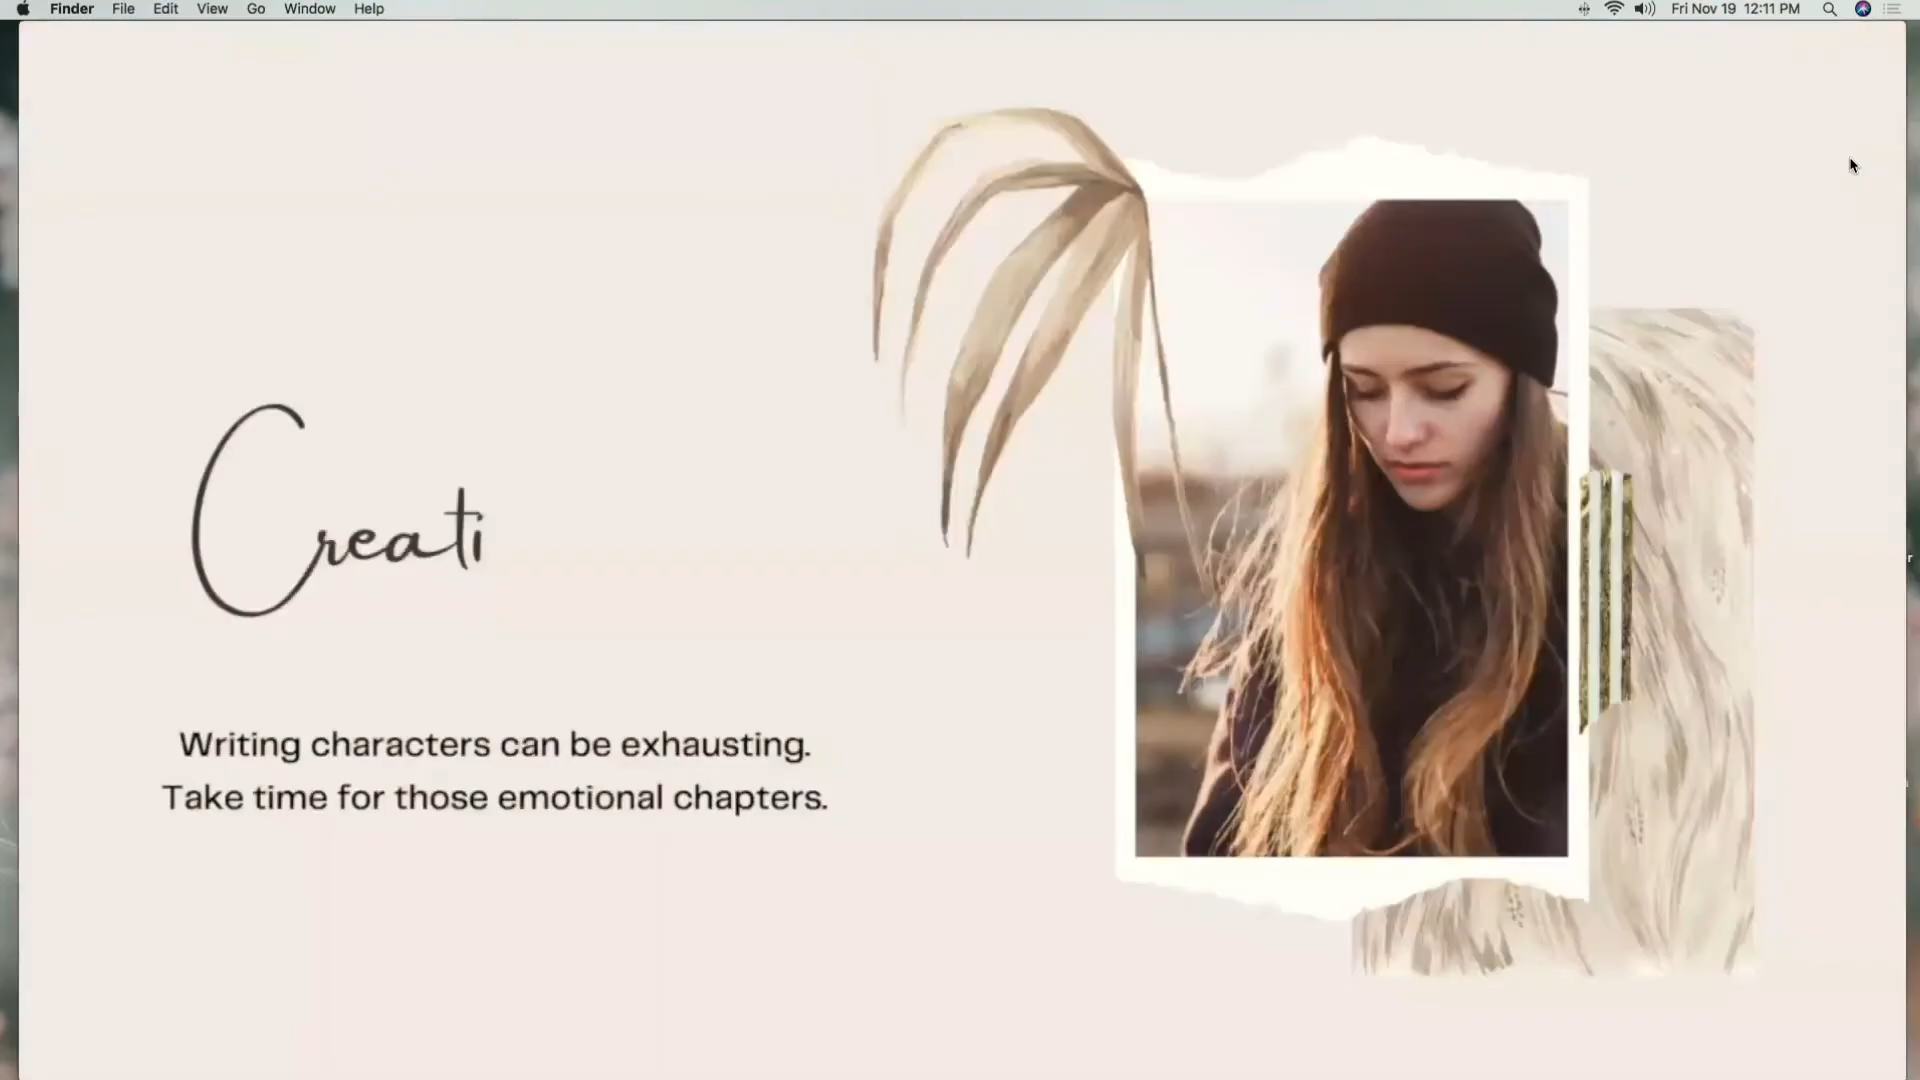 Finder File Edit View Go Window Help Fri Nov 19 12:11 PM
Creati
Writing characters can be exhausting.
Take time for those emotional chapters.
r